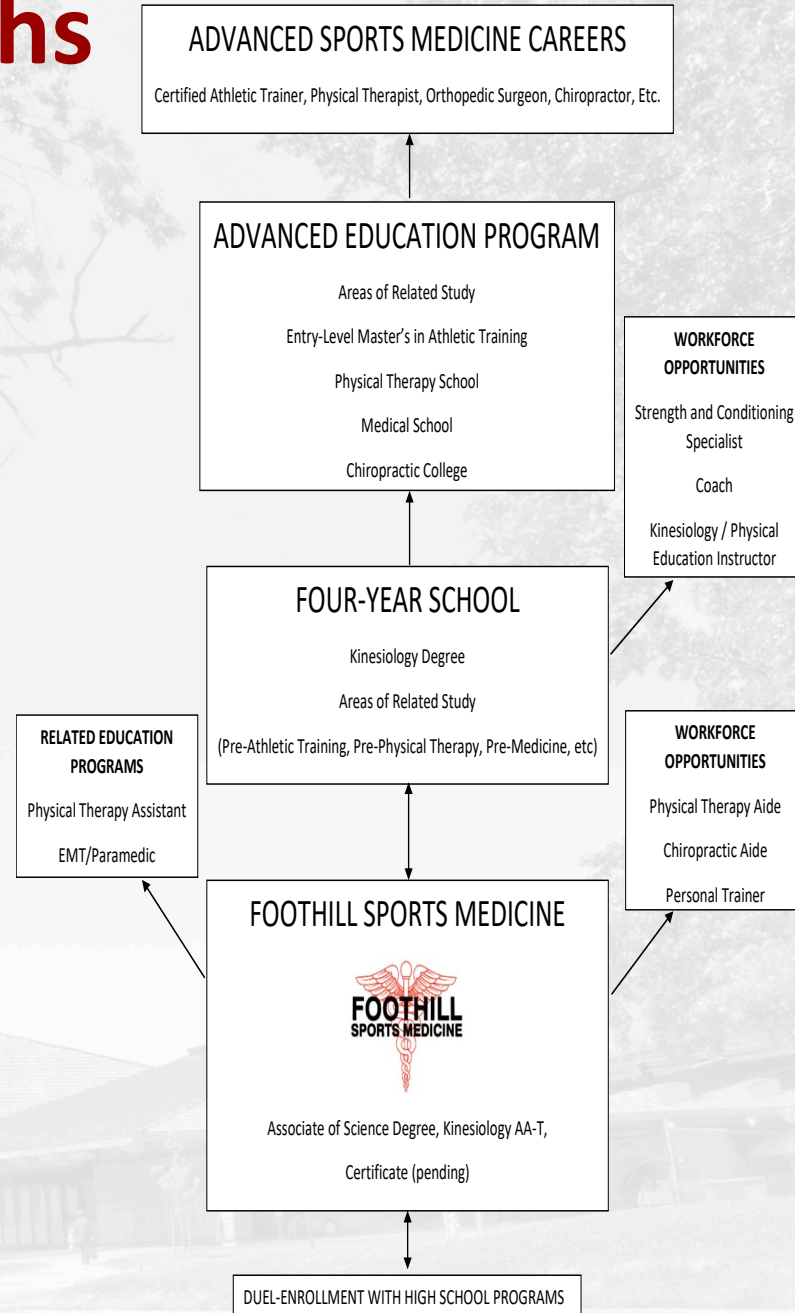 hs
ADVANCED SPORTS MEDICINE CAREERS
Certified Athletic Trainer, Physical Therapist, Orthopedic Surgeon, Chiropractor, Etc.
ADVANCED EDUCATION PROGRAM
Areas of Related Study
Entry-Level Master's in Athletic Training
Physical Therapy School
Medical School
Chiropractic College
WORKFORCE
OPPORTUNITIES
Strength and Conditioning
Specialist
Coach
Kinesiology / Physical
Education Instructor
FOUR-YEAR SCHOOL
Kinesiology Degree
Areas of Related Study
(Pre-Athletic Training, Pre-Physical Therapy, Pre-Medicine, etc)
RELATED EDUCATION
PROGRAMS
Physical Therapy Assistant
EMT/Paramedic
WORKFORCE
OPPORTUNITIES
Physical Therapy Aide
Chiropractic Aide
Personal Trainer
FOOTHILL SPORTS MEDICINE
FOOTHILL
SPORTS MEDICINE
Associate of Science Degree, Kinesiology AA-T,
Certificate (pending)
DUEL-ENROLLMENT WITH HIGH SCHOOL PROGRAMS